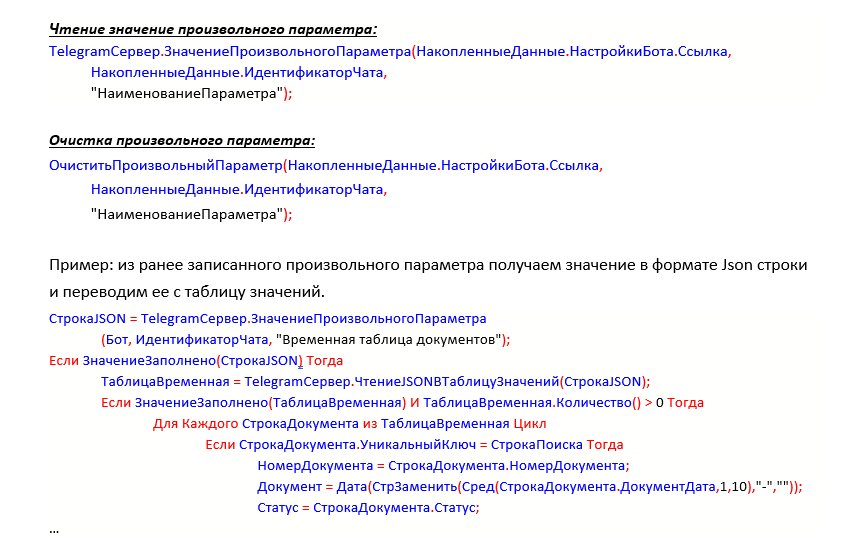 Чтение значение произвольного параметра:
TelegramСервер.ЗначениеПроизвольногоПараметра(НакопленныеДанные.НастройкиБота.Ссылка,
НакопленныеДанные.ИдентификаторЧата,
"НаименованиеПараметра");
Очистка произвольного параметра:
ОчиститьПроизвольныйПараметр(НакопленныеДанные.НастройкиБота.Ссылка,
НакопленныеДанные.ИдентификаторЧата,
"НаименованиеПараметра");
Пример: из ранее записанного произвольного параметра получаем значение в формате Json строки
и переводим ее с таблицу значений.
СтрокаJSON = TelegramСервер.ЗначениеПроизвольногоПараметра
(Бот, ИдентификаторЧата, "Временная таблица документов");
Если ЗначениеЗаполнено(СтрокаJSON) Тогда
ТаблицаВременная = TelegramСервер.ЧтениеJSONВТаблицуЗначений(СтрокаJSON);
Если ЗначениеЗаполнено(ТаблицаВременная) И ТаблицаВременная.Количество() > 0 Тогда
Для Каждого СтрокаДокумента из ТаблицаВременная Цикл
Если СтрокаДокумента.УникальныйКлюч = СтрокаПоиска Тогда
НомерДокумента = СтрокаДокумента.НомерДокумента;
Документ = Дата(СтрЗаменить(Сред(СтрокаДокумента.ДокументДата,1,10),"-",""));
Статус = СтрокаДокумента.Статус;
...